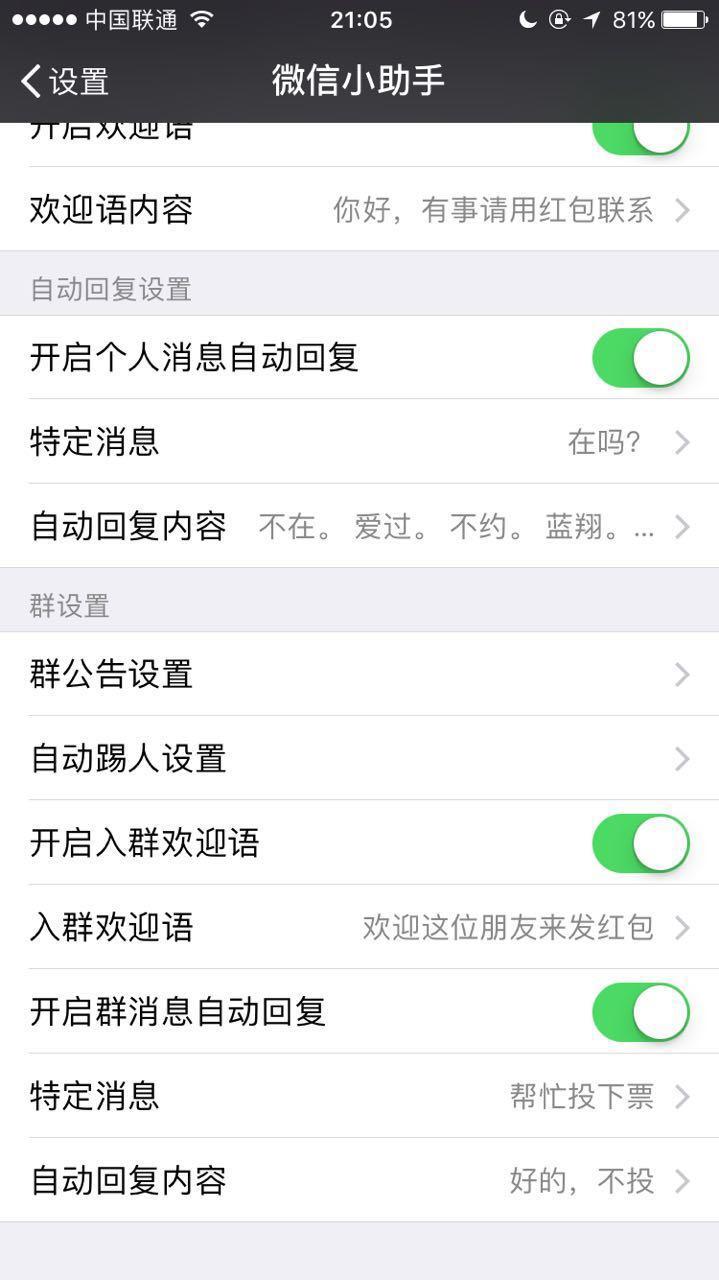 中国联通 21:05 81%
设置 微信小助手
开启欢迎语
欢迎语内容 你好，有事请用红包联系
自动回复设置
开启个人消息自动回复
特定消息 在吗？
自动回复内容 不在。 爱过。 不约。 蓝翔。...
群设置
群公告设置
自动踢人设置
开启入群欢迎语
入群欢迎语 欢迎这位朋友来发红包
开启群消息自动回复
特定消息 帮忙投下票
自动回复内容 好的，不投